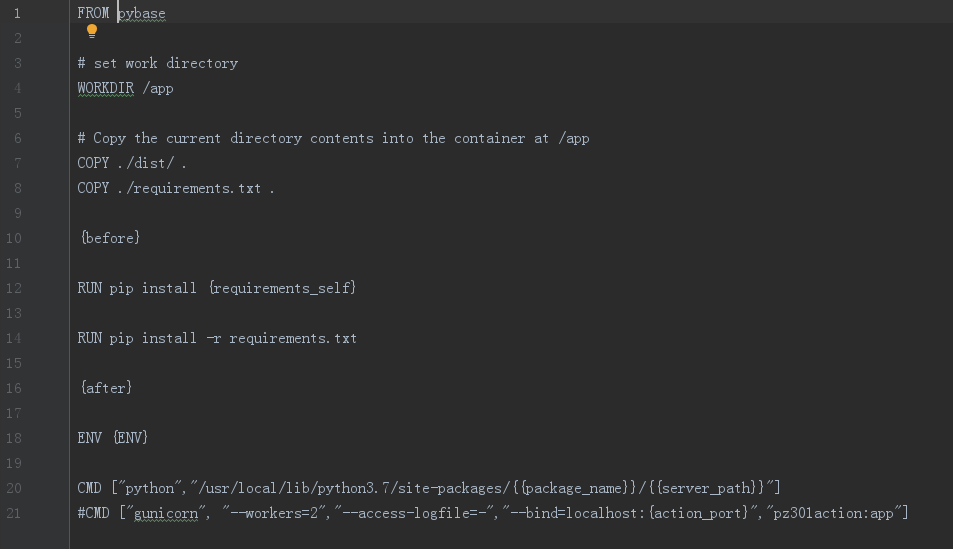 1 FROM pybase
2
3 # set work directory
4 WORKDIR /app
5
6 # Copy the current directory contents into the container at /app
7 COPY ./dist/ .
8 COPY ./requirements.txt .
9
10 {before}
11
12 RUN pip install {requirements_self}
13
14 RUN pip install -r requirements.txt
15
16 {after}
17
18 ENV {ENV}
19
20 CMD ["python","/usr/local/lib/python3.7/site-packages/{{package_name}}/{{server_path}}"]
21 #CMD ["gunicorn", "--workers=2","--access-logfile=-","--bind=localhost:{action_port}","pz301action:app"]